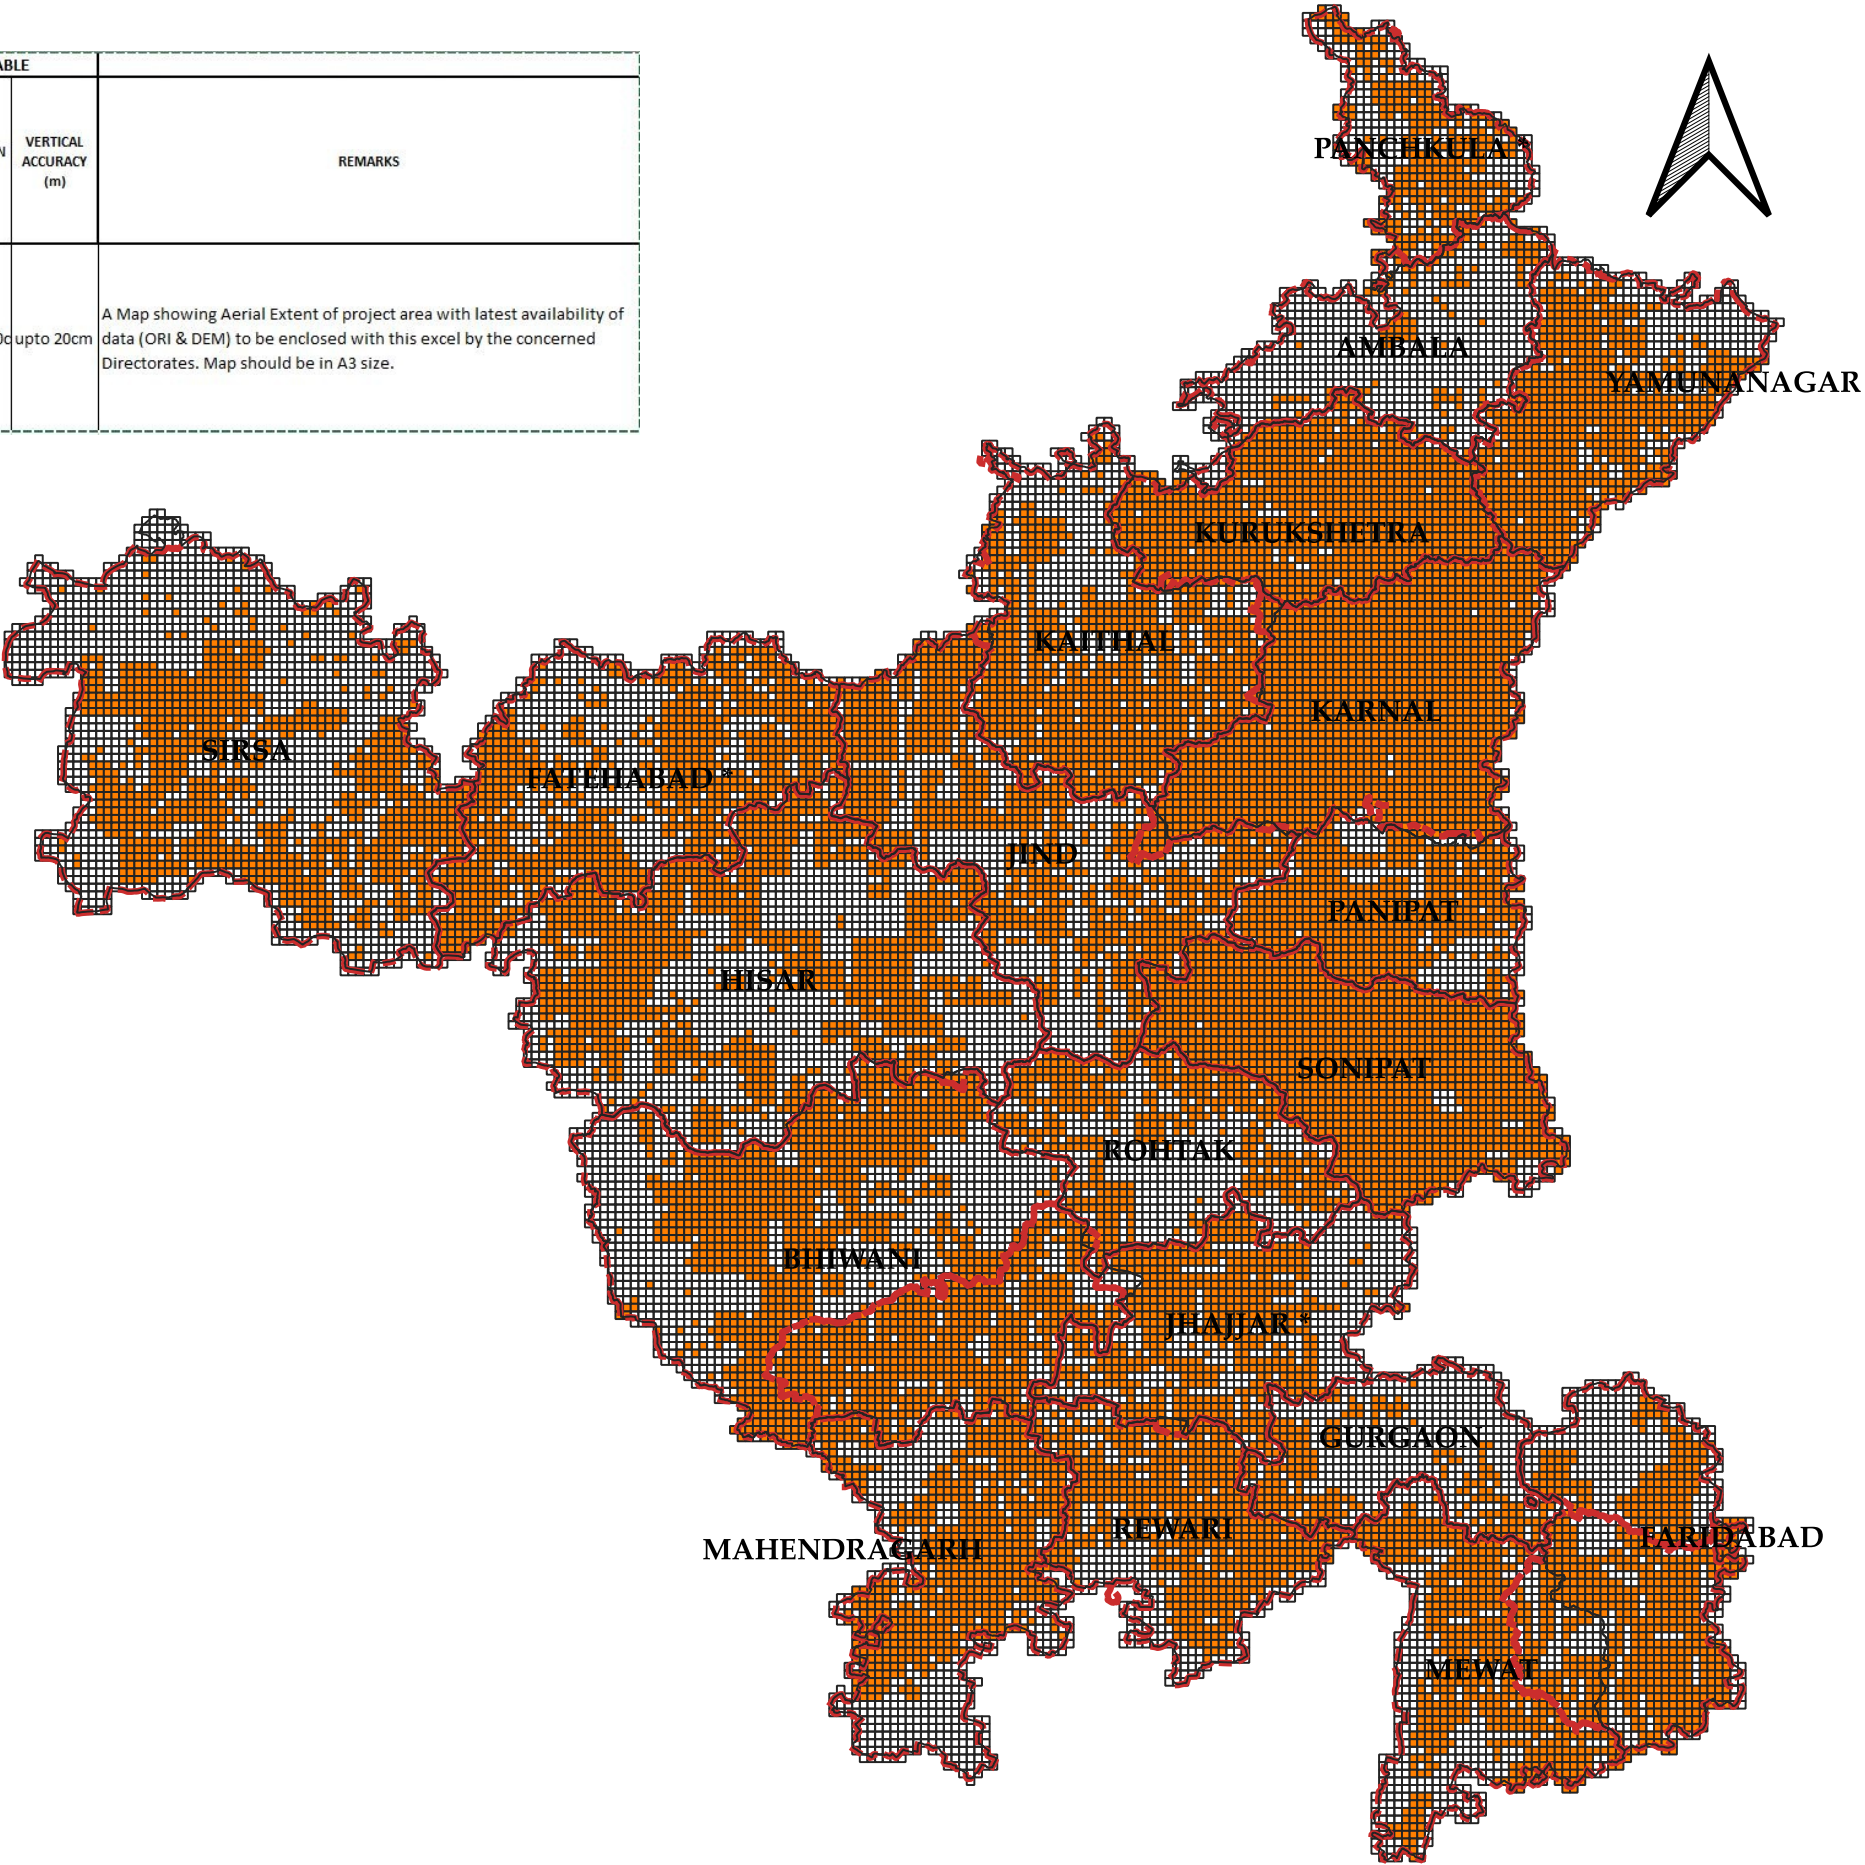 ABLE
N
VERTICAL
ACCURACY
(m)
REMARKS
upto 20cm
A Map showing Aerial Extent of project area with latest availability of
data (ORI & DEM) to be enclosed with this excel by the concerned
Directorates. Map should be in A3 size.
PANCHKULA *
AMBALA
YAMUNANAGAR
KURUKSHETRA
KAITHAL
KARNAL
SIRSA
FATEHABAD *
JIND
PANIPAT
HISAR
SONIPAT
ROHTAK
BHIWANI
JHAJJAR *
GURGAON
REWARI
FARIDABAD
MAHENDRAGARH
MEWAT